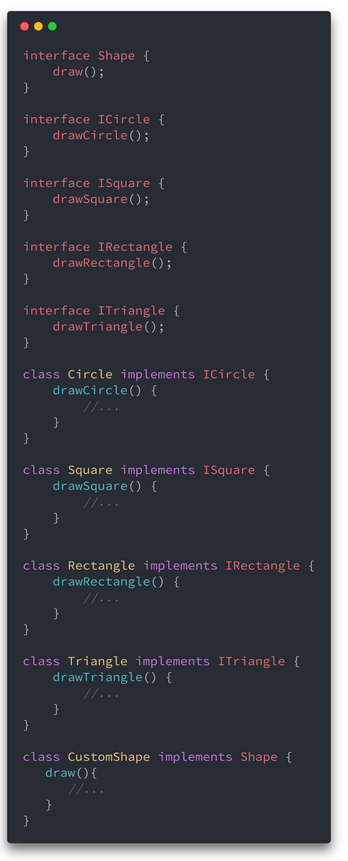 interface Shape {
    draw();
}
interface ICircle {
    drawCircle();
}
interface ISquare {
    drawSquare();
}
interface IRectangle {
    drawRectangle();
}
interface ITriangle {
    drawTriangle();
}
class Circle implements ICircle {
    drawCircle() {
        //...
    }
}
class Square implements ISquare {
    drawSquare() {
        //...
    }
}
class Rectangle implements IRectangle {
    drawRectangle() {
        //...
    }
}
class Triangle implements ITriangle {
    drawTriangle() {
        //...
    }
}
class CustomShape implements Shape {
   draw(){
      //...
   }
}